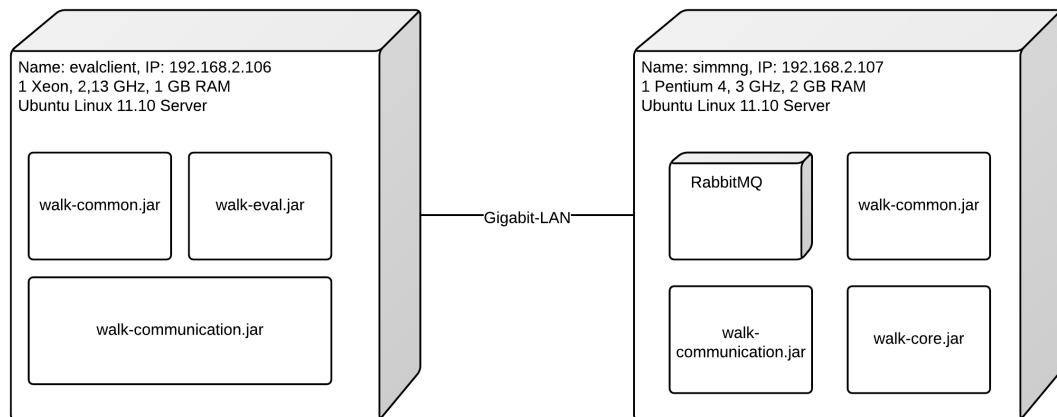 Name: evalclient, IP: 192.168.2.106
1 Xeon, 2,13 GHz, 1 GB RAM
Ubuntu Linux 11.10 Server
walk-common.jar
walk-eval.jar
walk-communication.jar
Gigabit-LAN
Name: simmng, IP: 192.168.2.107
1 Pentium 4, 3 GHz, 2 GB RAM
Ubuntu Linux 11.10 Server
RabbitMQ
walk-common.jar
walk-
communication.jar
walk-core.jar